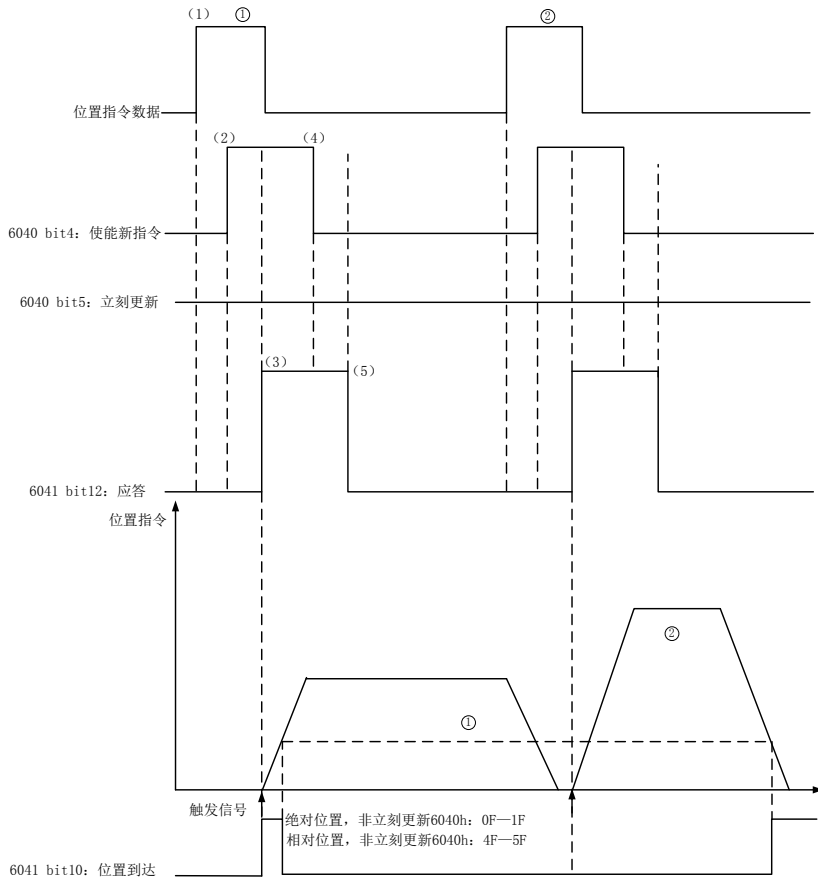 （1）
①
②
位置指令数据
（2）
（4）
6040 bit4：使能新指令
6040 bit5：立刻更新
（3）
（5）
6041 bit12：应答
位置指令
②
①
触发信号
绝对位置，非立刻更新6040h：0F—1F
相对位置，非立刻更新6040h：4F—5F
6041 bit10：位置到达